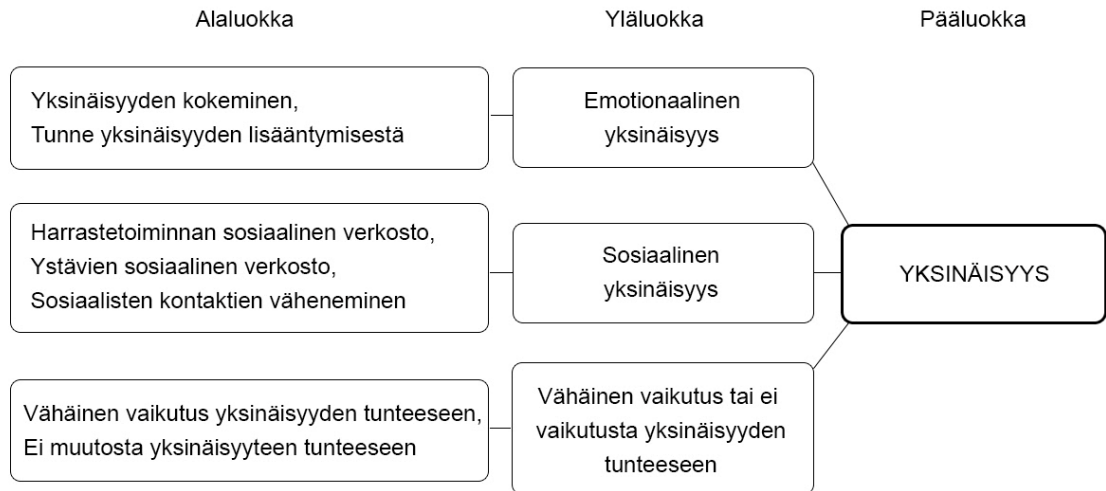 Alaluokka
Yläluokka
Pääluokka
Yksinäisyyden kokeminen,
Tunne yksinäisyyden lisääntymisestä
Emotionaalinen
yksinäisyys
Harrastetoiminnan sosiaalinen verkosto,
Ystävien sosiaalinen verkosto,
Sosiaalisten kontaktien väheneminen
Sosiaalinen
yksinäisyys
YKSINÄISYYS
Vähäinen vaikutus yksinäisyyden tunteeseen,
Ei muutosta yksinäisyyteen tunteeseen
Vähäinen vaikutus tai ei
vaikutusta yksinäisyyden
tunteeseen